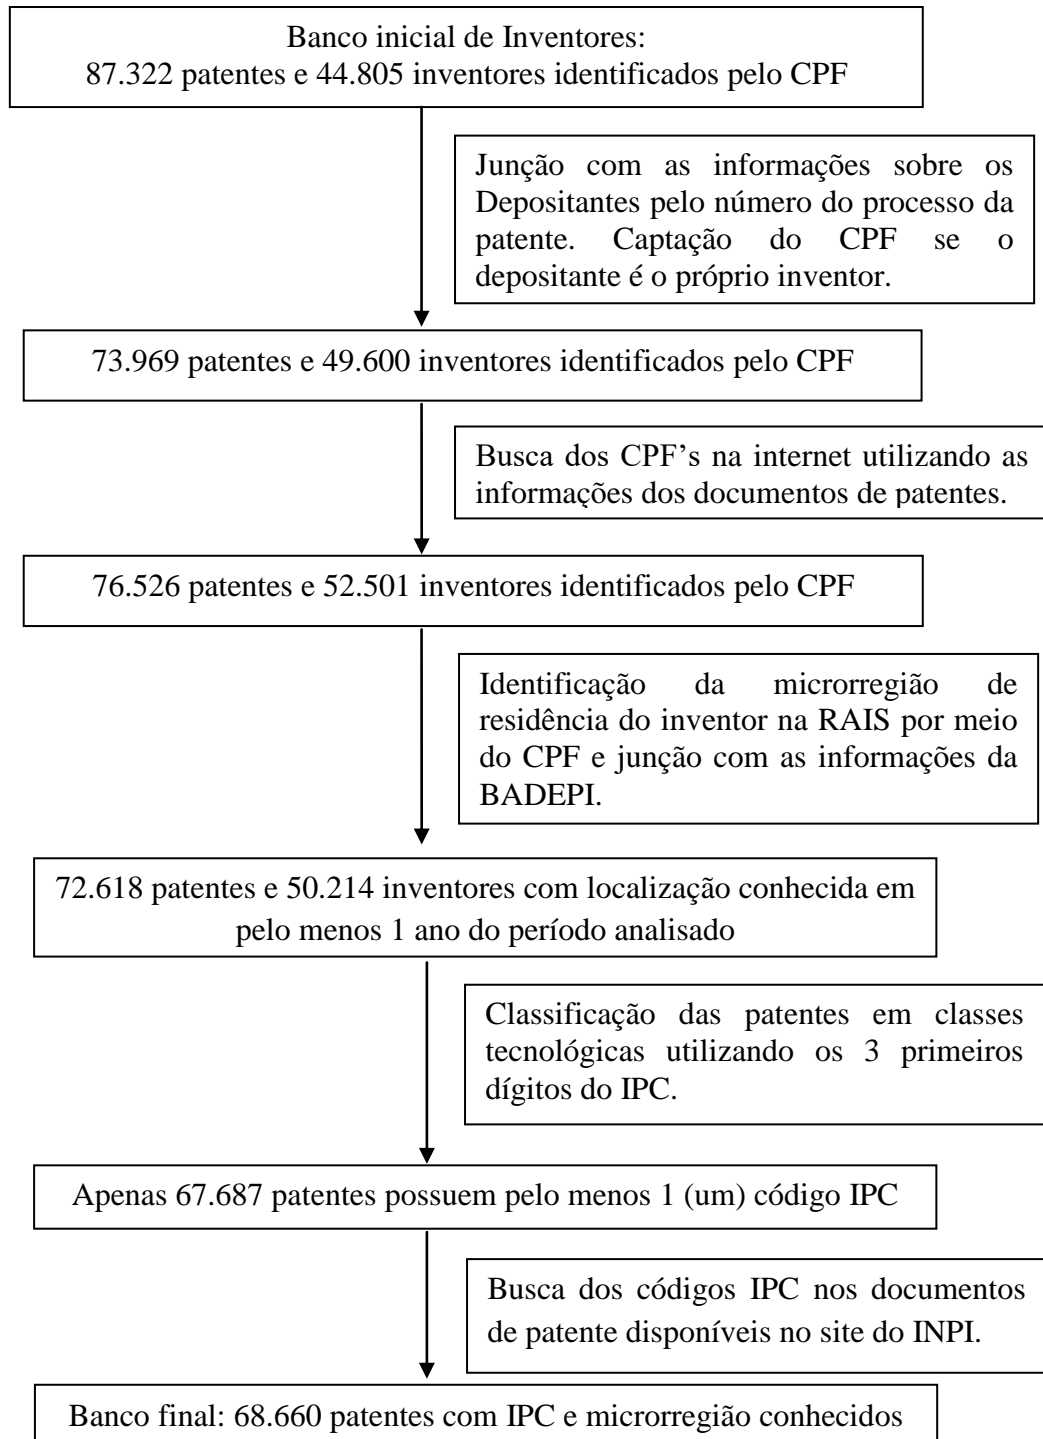 Banco inicial de Inventores:
87.322 patentes e 44.805 inventores identificados pelo CPF
Junção com as informações sobre os
Depositantes pelo número do processo da
patente. Captação do CPF se o
depositante é o próprio inventor.
73.969 patentes e 49.600 inventores identificados pelo CPF
Busca dos CPF’s na internet utilizando as
informações dos documentos de patentes.
76.526 patentes e 52.501 inventores identificados pelo CPF
Identificação da microrregião de
residência do inventor na RAIS por meio
do CPF e junção com as informações da
BADEPI.
72.618 patentes e 50.214 inventores com localização conhecida em
pelo menos 1 ano do período analisado
Classificação das patentes em classes
tecnológicas utilizando os 3 primeiros
dígitos do IPC.
Apenas 67.687 patentes possuem pelo menos 1 (um) código IPC
Busca dos códigos IPC nos documentos
de patente disponíveis no site do INPI.
Banco final: 68.660 patentes com IPC e microrregião conhecidos